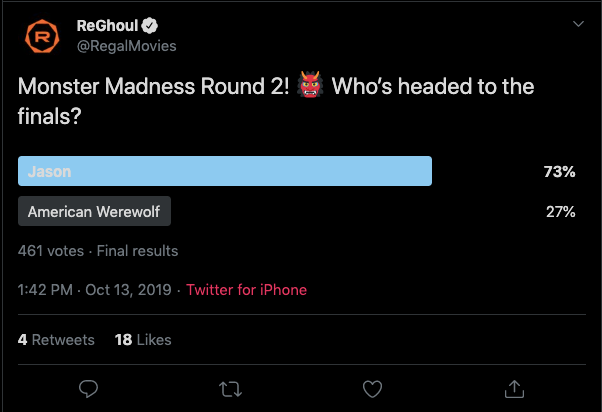 ReGhoul
@RegalMovies
Monster Madness Round 2! 👹 Who's headed to the
finals?
Jason 73%
American Werewolf 27%
461 votes · Final results
1:42 PM · Oct 13, 2019 · Twitter for iPhone
4 Retweets 18 Likes